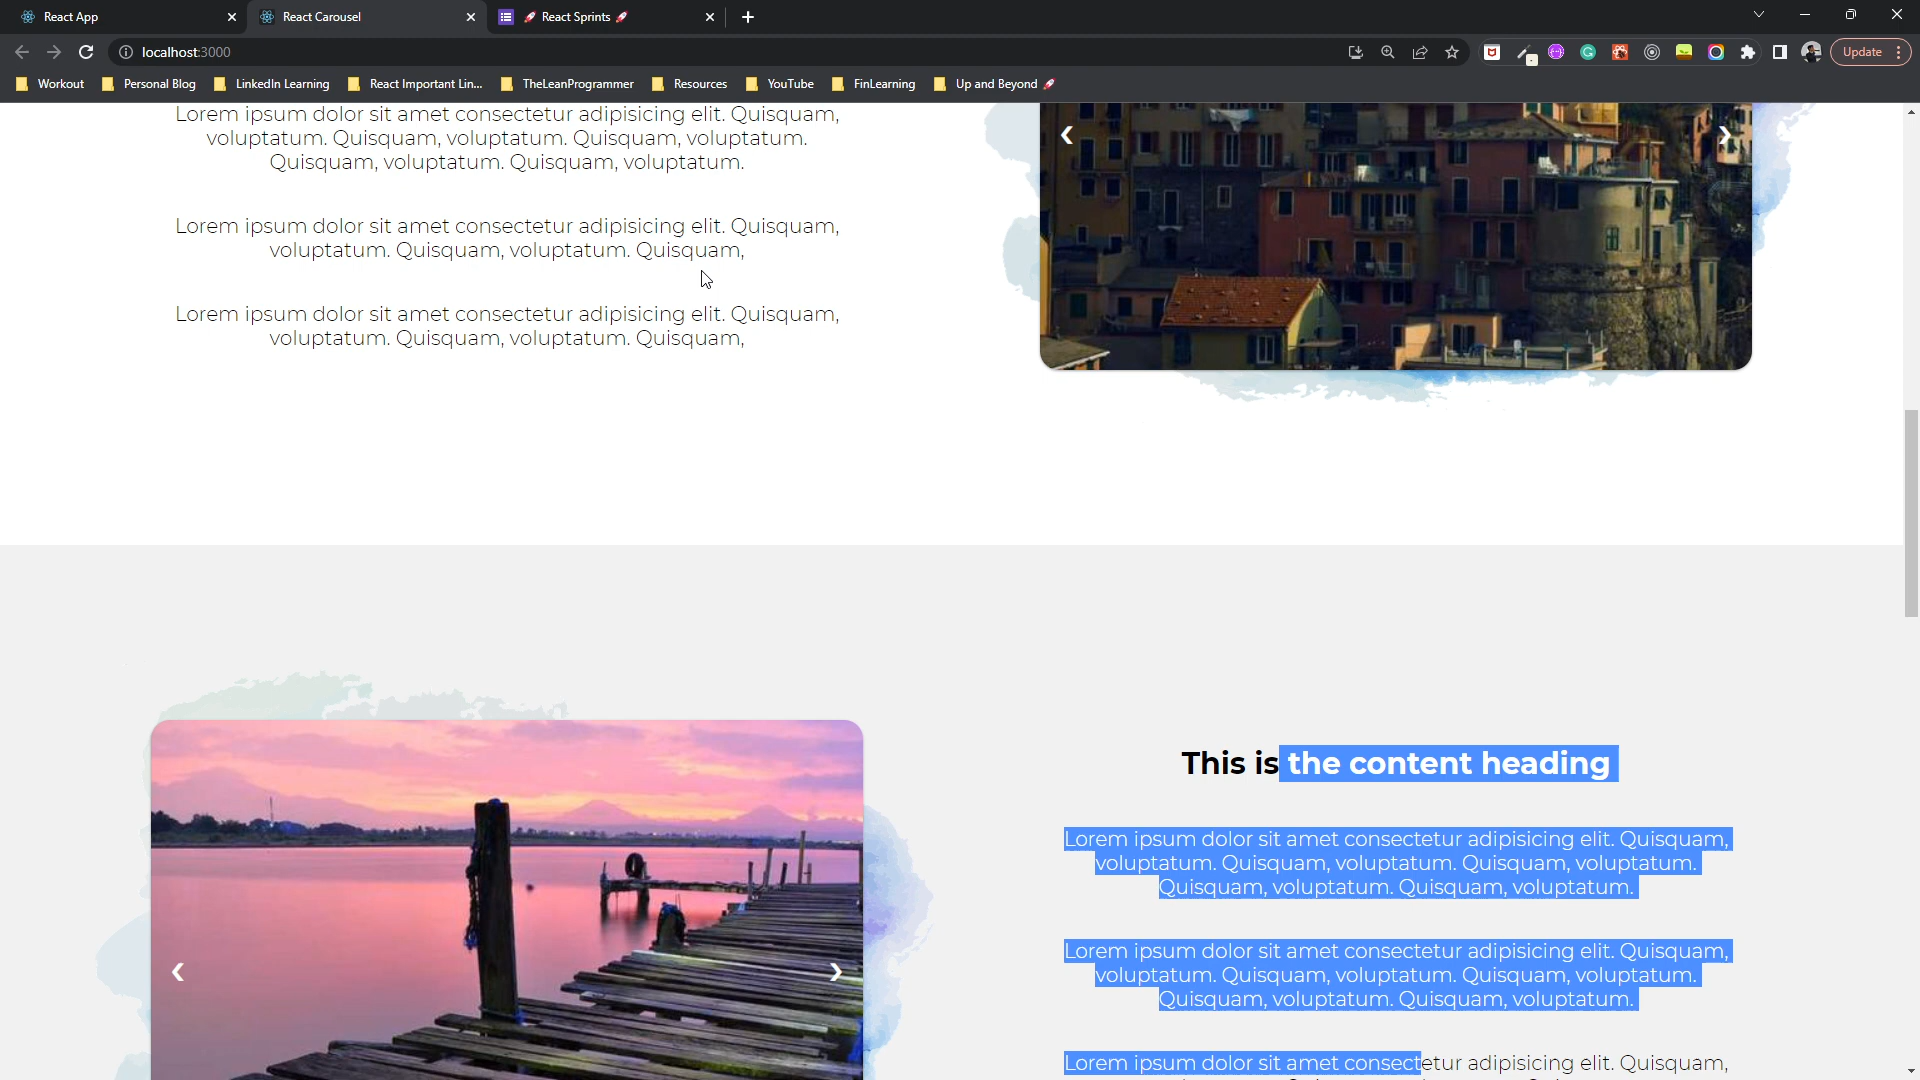 React App
React Carousel
🚀 React Sprints 🚀
localhost:3000
Update
Workout
Personal Blog
LinkedIn Learning
React Important Lin...
TheLeanProgrammer
Resources
YouTube
FinLearning
Up and Beyond 🚀
Lorem ipsum dolor sit amet consectetur adipisicing elit. Quisquam,
voluptatum. Quisquam, voluptatum. Quisquam, voluptatum.
Quisquam, voluptatum. Quisquam, voluptatum.
Lorem ipsum dolor sit amet consectetur adipisicing elit. Quisquam,
voluptatum. Quisquam, voluptatum. Quisquam,
Lorem ipsum dolor sit amet consectetur adipisicing elit. Quisquam,
voluptatum. Quisquam, voluptatum. Quisquam,
This is the content heading
Lorem ipsum dolor sit amet consectetur adipisicing elit. Quisquam,
voluptatum. Quisquam, voluptatum. Quisquam, voluptatum.
Quisquam, voluptatum. Quisquam, voluptatum.
Lorem ipsum dolor sit amet consectetur adipisicing elit. Quisquam,
voluptatum. Quisquam, voluptatum. Quisquam, voluptatum.
Quisquam, voluptatum. Quisquam, voluptatum.
Lorem ipsum dolor sit amet consectetur adipisicing elit. Quisquam,